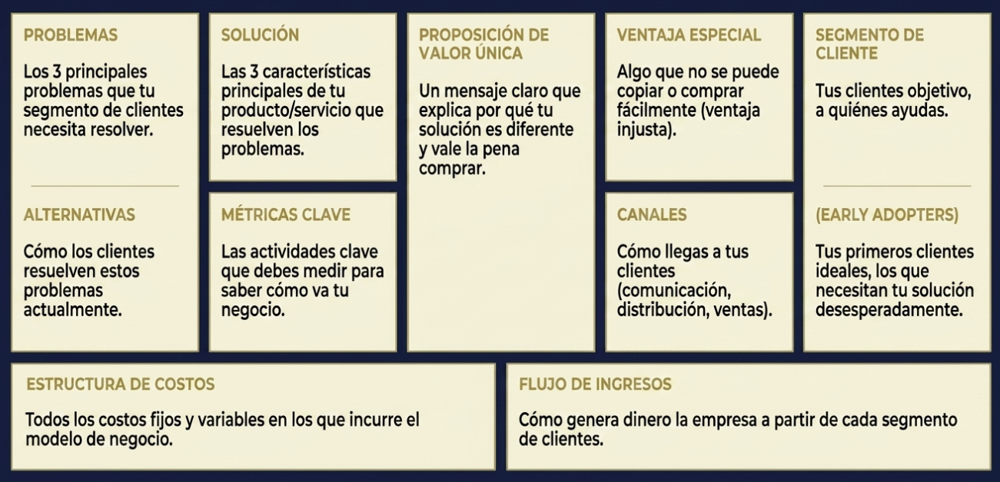 PROBLEMAS
Los 3 principales
problemas que tu
segmento de clientes
necesita resolver.
ALTERNATIVAS
Cómo los clientes
resuelven estos
problemas
actualmente.
SOLUCIÓN
Las 3 características
principales de tu
producto/servicio que
resuelven los
problemas.
MÉTRICAS CLAVE
Las actividades clave
que debes medir para
saber cómo va tu
negocio.
PROPOSICIÓN DE
VALOR ÚNICA
Un mensaje claro que
explica por qué tu
solución es diferente
y vale la pena
comprar.
VENTAJA ESPECIAL
Algo que no se puede
copiar o comprar
fácilmente (ventaja
injusta).
CANALES
Cómo llegas a tus
clientes
(comunicación,
distribución, ventas).
SEGMENTO DE
CLIENTE
Tus clientes objetivo,
a quiénes ayudas.
(EARLY ADOPTERS)
Tus primeros clientes
ideales, los que
necesitan tu solución
desesperadamente.
ESTRUCTURA DE COSTOS
Todos los costos fijos y variables en los que incurre el
modelo de negocio.
FLUJO DE INGRESOS
Cómo genera dinero la empresa a partir de cada segmento
de clientes.